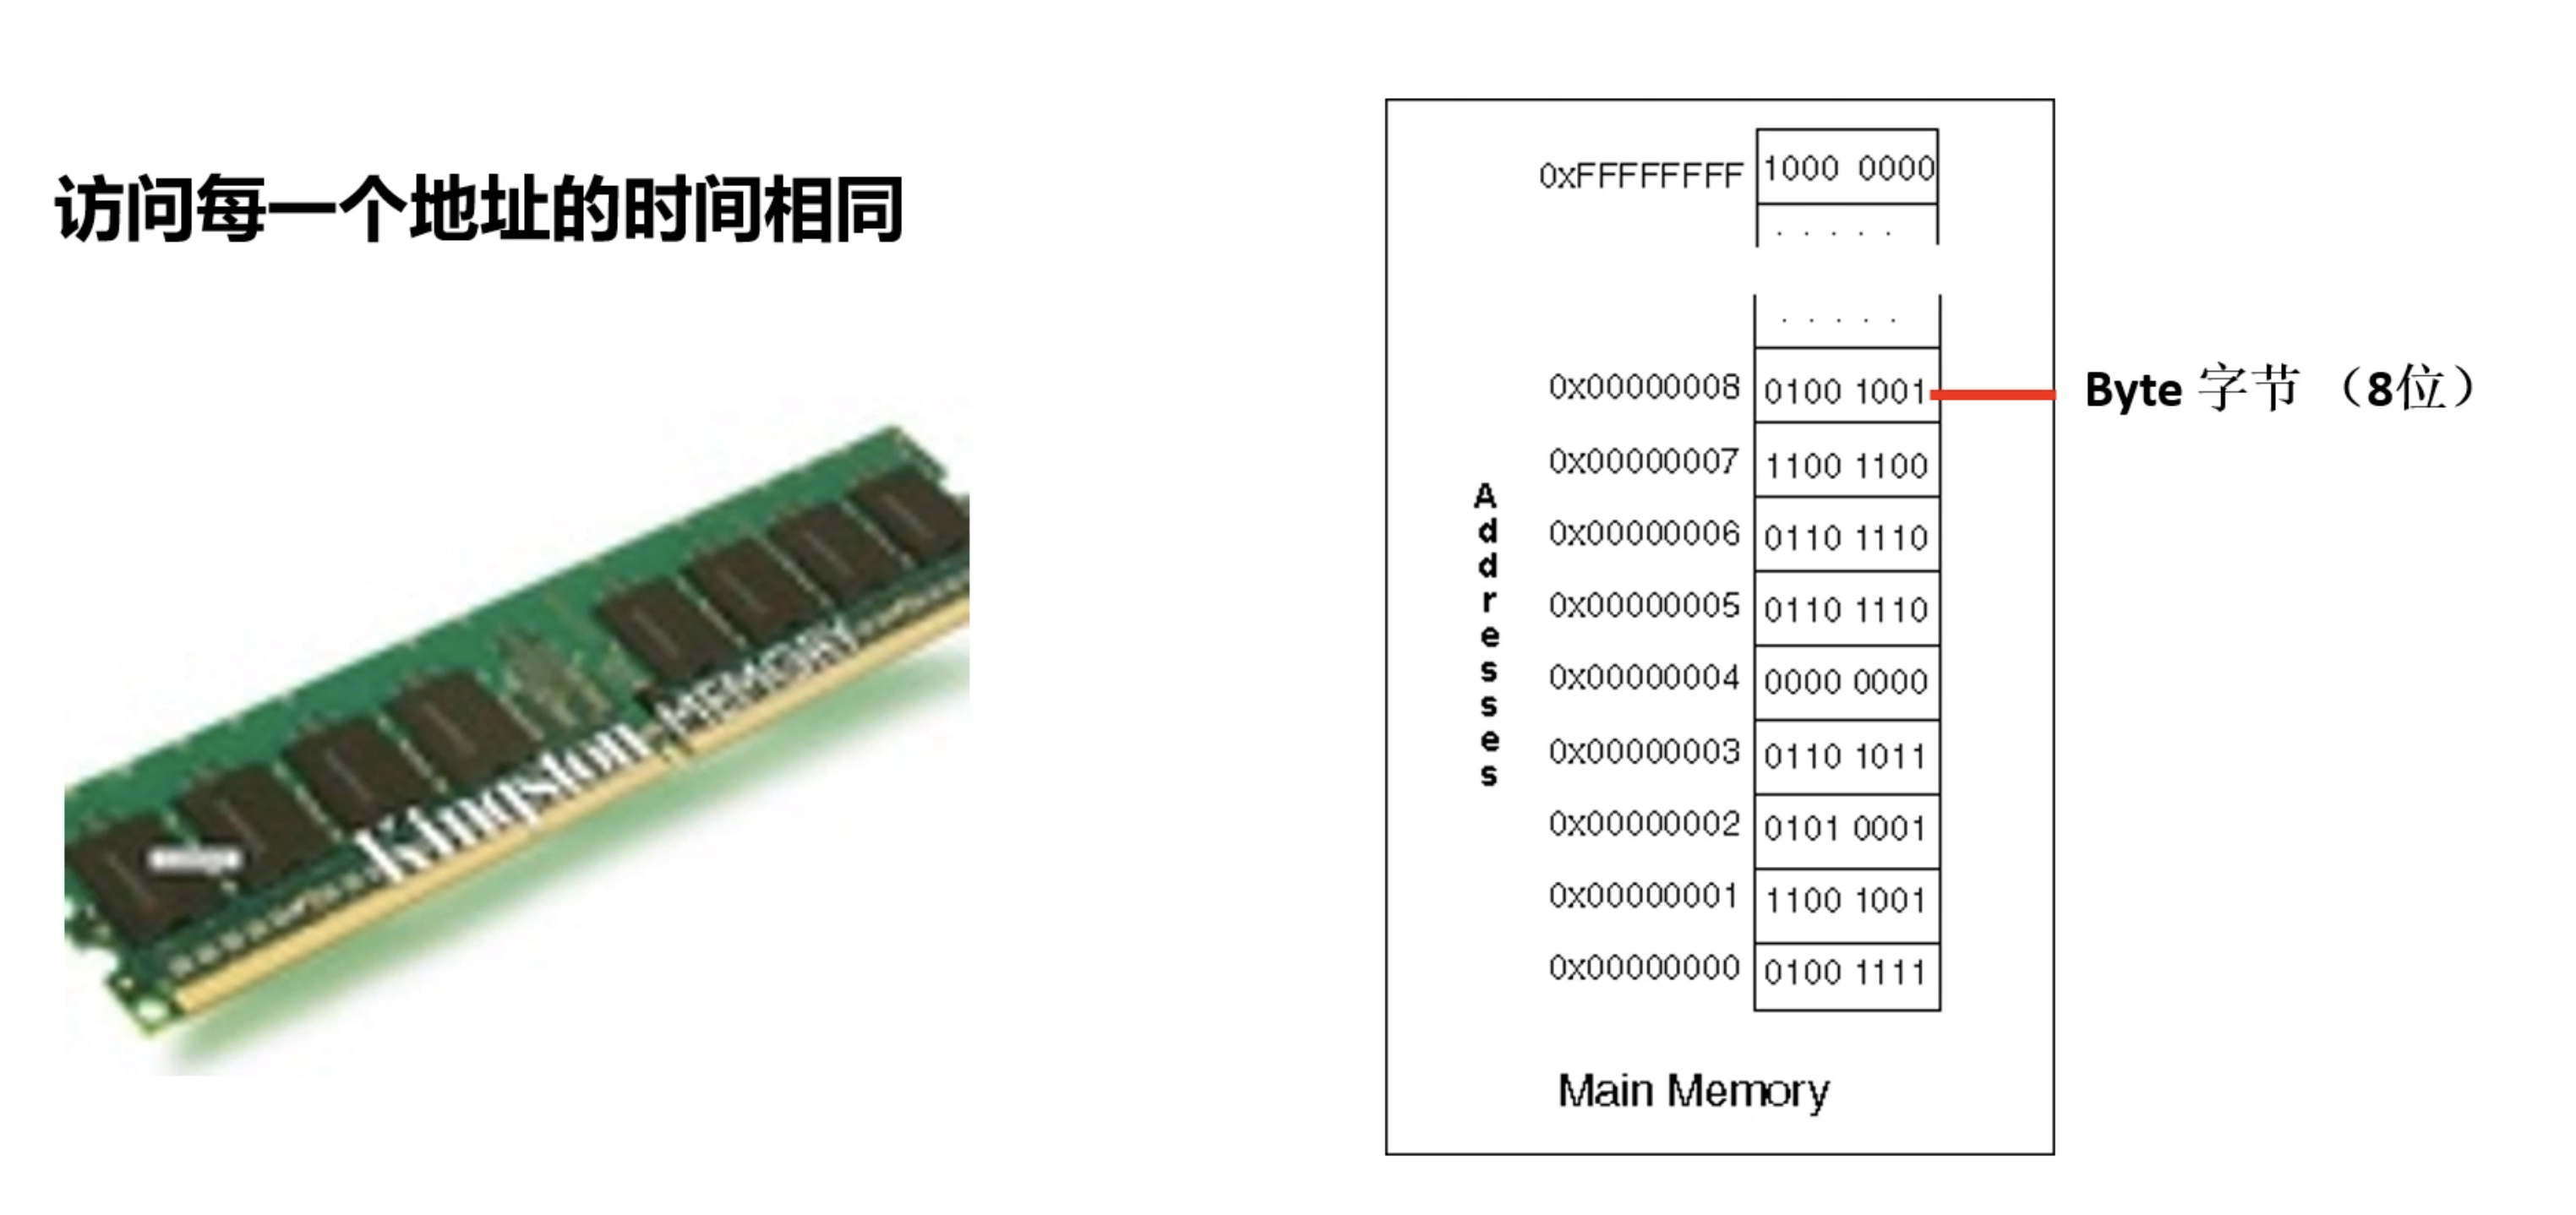 访问每一个地址的时间相同
Kingston
MEMORY
0xFFFFFFFF 1000 0000
. . . . .
. . . . .
0x00000008 0100 1001
Byte 字节 （8位）
0x00000007 1100 1100
0x00000006 0110 1110
0x00000005 0110 1110
0x00000004 0000 0000
0x00000003 0110 1011
0x00000002 0101 0001
0x00000001 1100 1001
0x00000000 0100 1111
Addresses
Main Memory